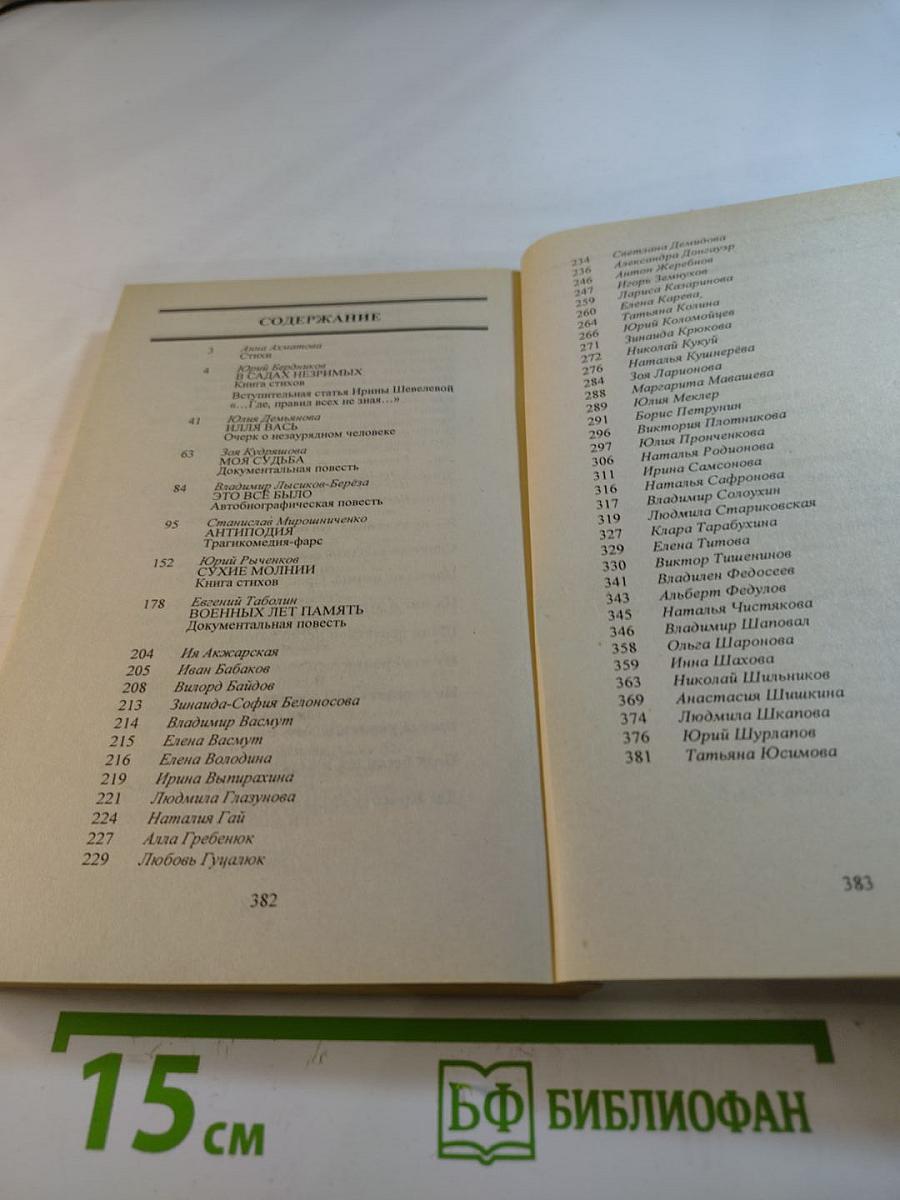 СОДЕРЖАНИЕ
3 Анна Ахматова
Стихи
4 Юрий Бердников
В САДАХ НЕЗРИМЫХ
Книга стихов
Вступительная статья Ирины Шевелевой
«…Где, правил всех не зная…»
41 Юлия Демьянова
ИЛЛЯ ВАСЬ
Очерк о незаурядном человеке
63 Зоя Кудряшова
МОЯ СУДЬБА
Документальная повесть
84 Владимир Лысиков-Берёза
ЭТО ВСЁ БЫЛО
Автобиографическая повесть
95 Станислав Мирошниченко
АНТИПОДИЯ
Трагикомедия-фарс
152 Юрий Рыченков
СУХИЕ МОЛНИИ
Книга стихов
178 Евгений Таболин
ВОЕННЫХ ЛЕТ ПАМЯТЬ
Документальная повесть
204 Ия Акжарская
205 Иван Бабаков
208 Вилорд Байдов
213 Зинаида-София Белоносова
214 Владимир Васмут
215 Елена Васмут
216 Елена Володина
219 Ирина Выпирахина
221 Людмила Глазунова
224 Наталия Гай
227 Алла Гребенюк
229 Любовь Гуцалюк
382
234 Светлана Демидова
236 Александра Донгауэр
246 Антон Жеребнов
247 Игорь Земнухов
259 Лариса Казаринова
260 Елена Карева
264 Татьяна Колина
266 Юрий Коломойцев
271 Зинаида Крюкова
272 Николай Кукуй
276 Наталья Кушнерёва
284 Зоя Ларионова
288 Маргарита Мавашева
289 Юлия Меклер
291 Борис Петрунин
296 Виктория Плотникова
297 Юлия Пронченкова
306 Наталья Родионова
311 Ирина Самсонова
316 Наталья Сафронова
317 Владимир Солоухин
319 Людмила Стариковская
327 Клара Тарабухина
329 Елена Титова
330 Виктор Тишенинов
341 Владилен Федосеев
343 Альберт Федулов
345 Наталья Чистякова
346 Владимир Шаповал
358 Ольга Шаронова
359 Инна Шахова
363 Николай Шильников
369 Анастасия Шишкина
374 Людмила Шкапова
376 Юрий Шурлапов
381 Татьяна Юсимова
383
15 см
БФ БИБЛИОФАН